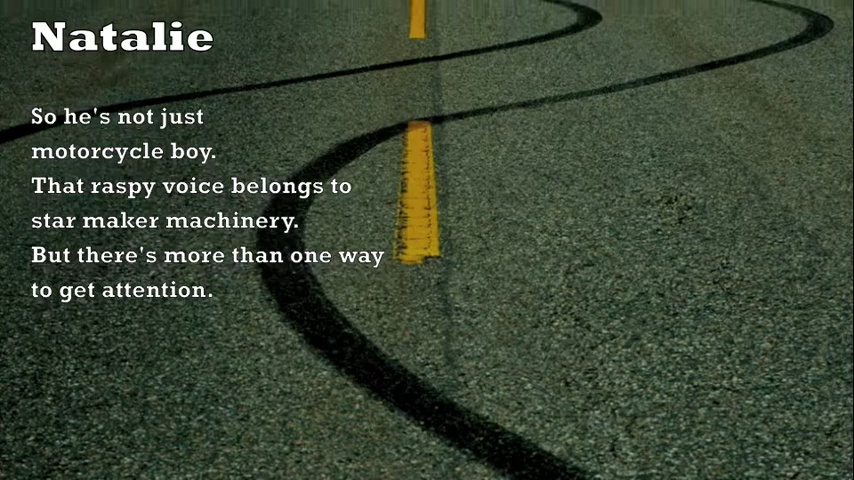 Natalie
So he's not just
motorcycle boy.
That raspy voice belongs to
star maker machinery.
But there's more than one way
to get attention.